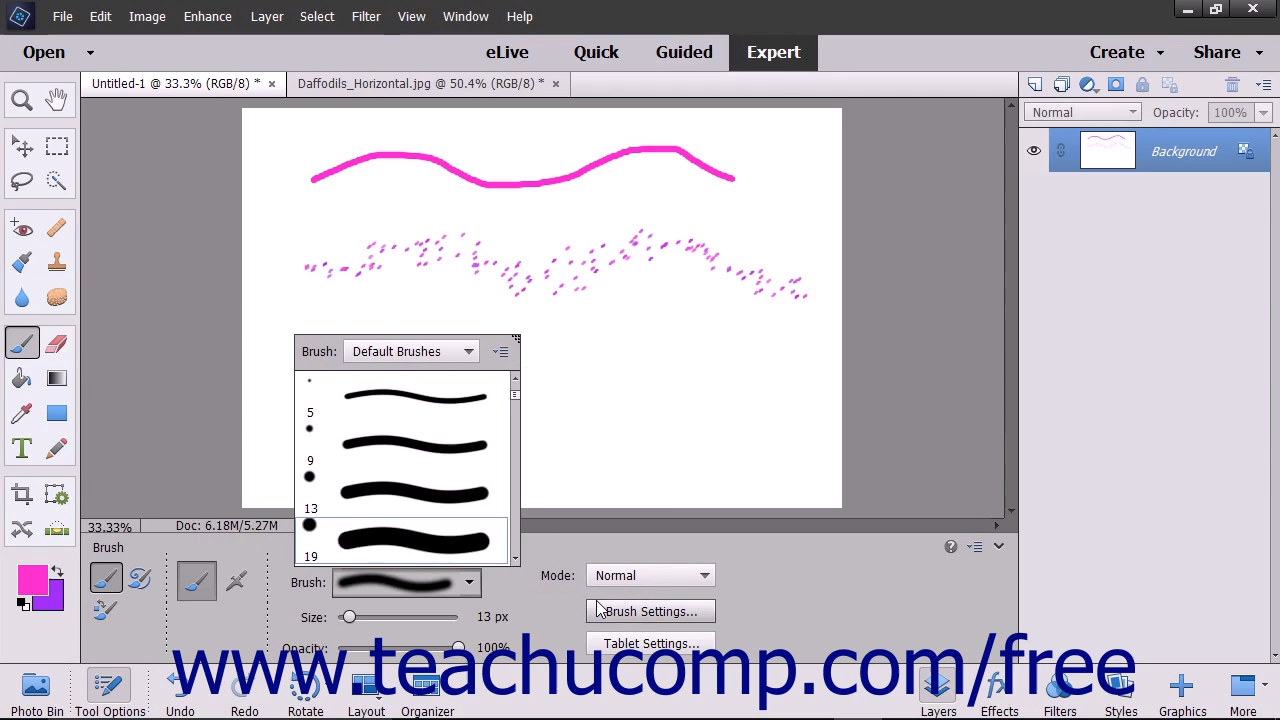 File Edit Image Enhance Layer Select Filter View Window Help
Open eLive Quick Guided Expert Create Share
Untitled-1 @ 33.3% (RGB/8) * × Daffodils_Horizontal.jpg @ 50.4% (RGB/8) * ×
Normal Opacity: 100%
Background
Brush: Default Brushes
5
9
13
19
33.33% Doc: 6.18M/5.27M
Brush
Brush: Mode: Normal
Size: 13 px Brush Settings...
Opacity: 100% Tablet Settings...
www.teachucomp.com/free
Photo Bin Tool Options Undo Redo Rotate Layout Organizer Layers Effects Filters Styles Graphics More